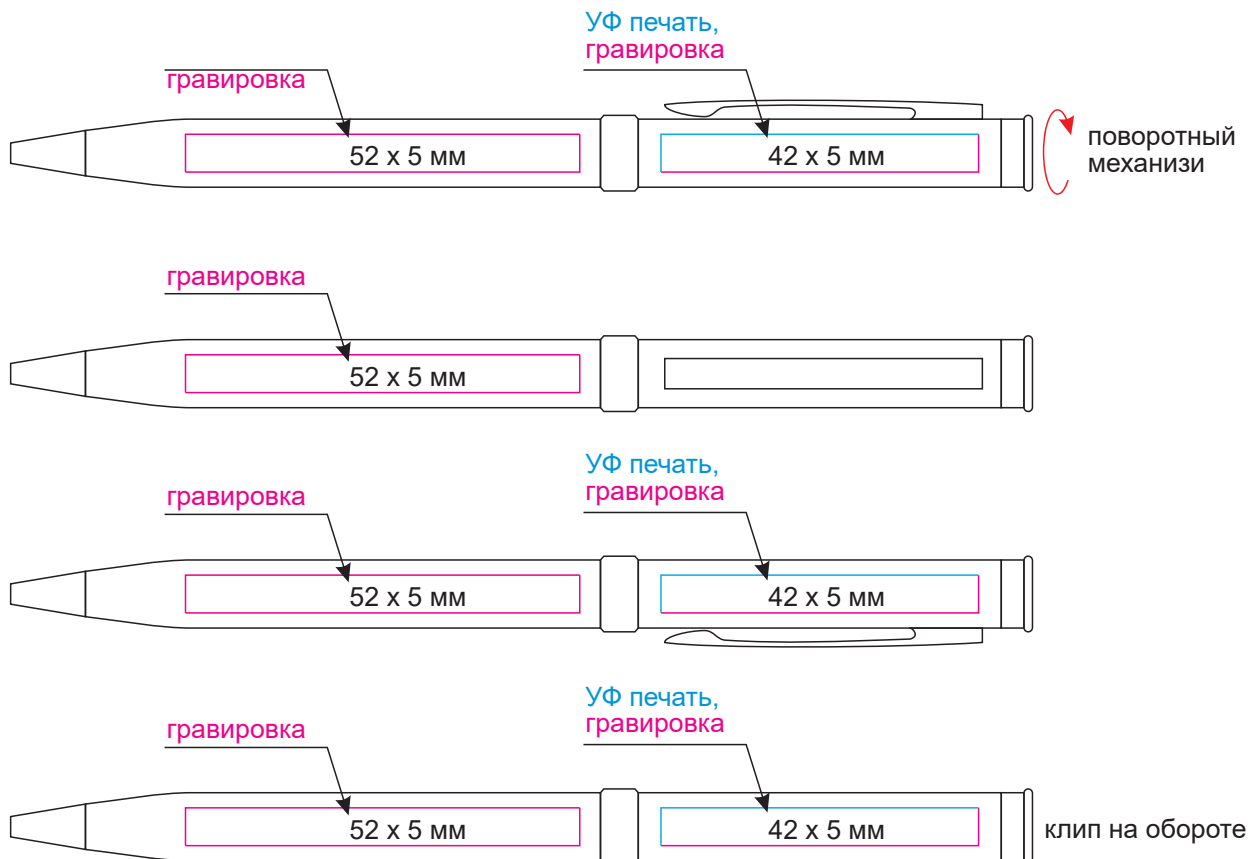 УФ печать,
гравировка
гравировка
52 x 5 мм
42 x 5 мм
поворотный
механизи
гравировка
52 x 5 мм
УФ печать,
гравировка
гравировка
52 x 5 мм
42 x 5 мм
УФ печать,
гравировка
гравировка
52 x 5 мм
42 x 5 мм
клип на обороте